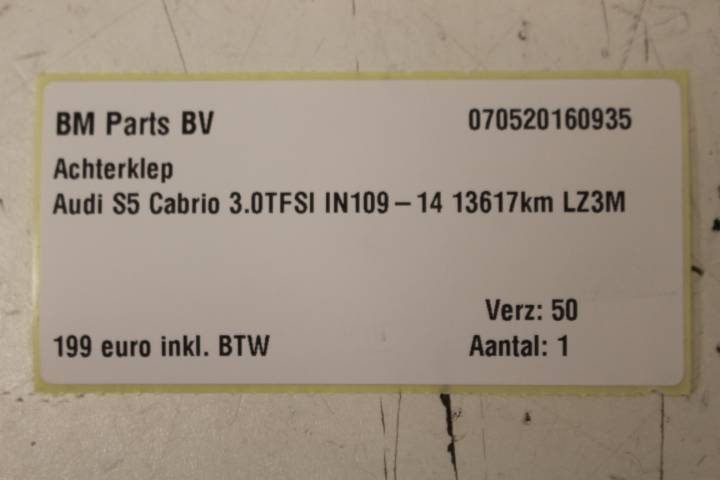 BM Parts BV 070520160935
Achterklep
Audi S5 Cabrio 3.0TFSI IN109 – 14 13617km LZ3M
Verz: 50
199 euro inkl. BTW Aantal: 1